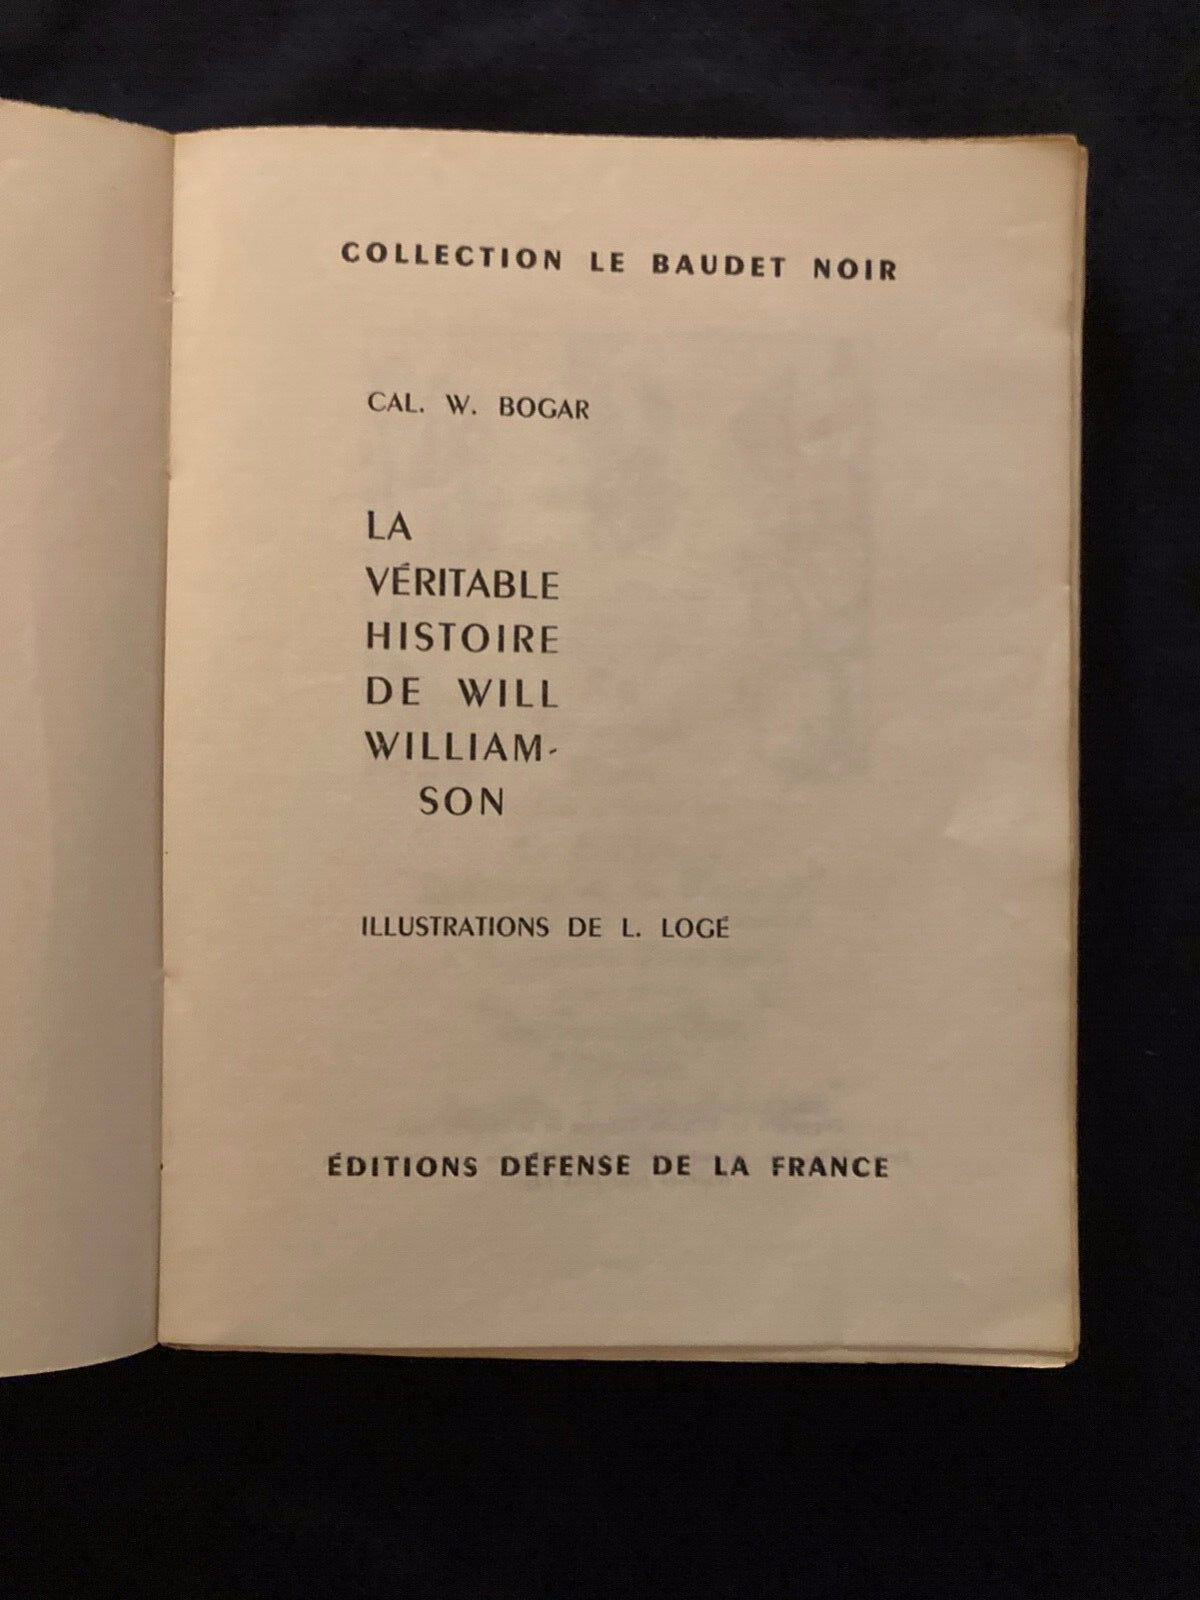 COLLECTION LE BAUDET NOIR
CAL. W. BOGAR
LA
VÉRITABLE
HISTOIRE
DE WILL
WILLIAM-
SON
ILLUSTRATIONS DE L. LOGÉ
ÉDITIONS DÉFENSE DE LA FRANCE